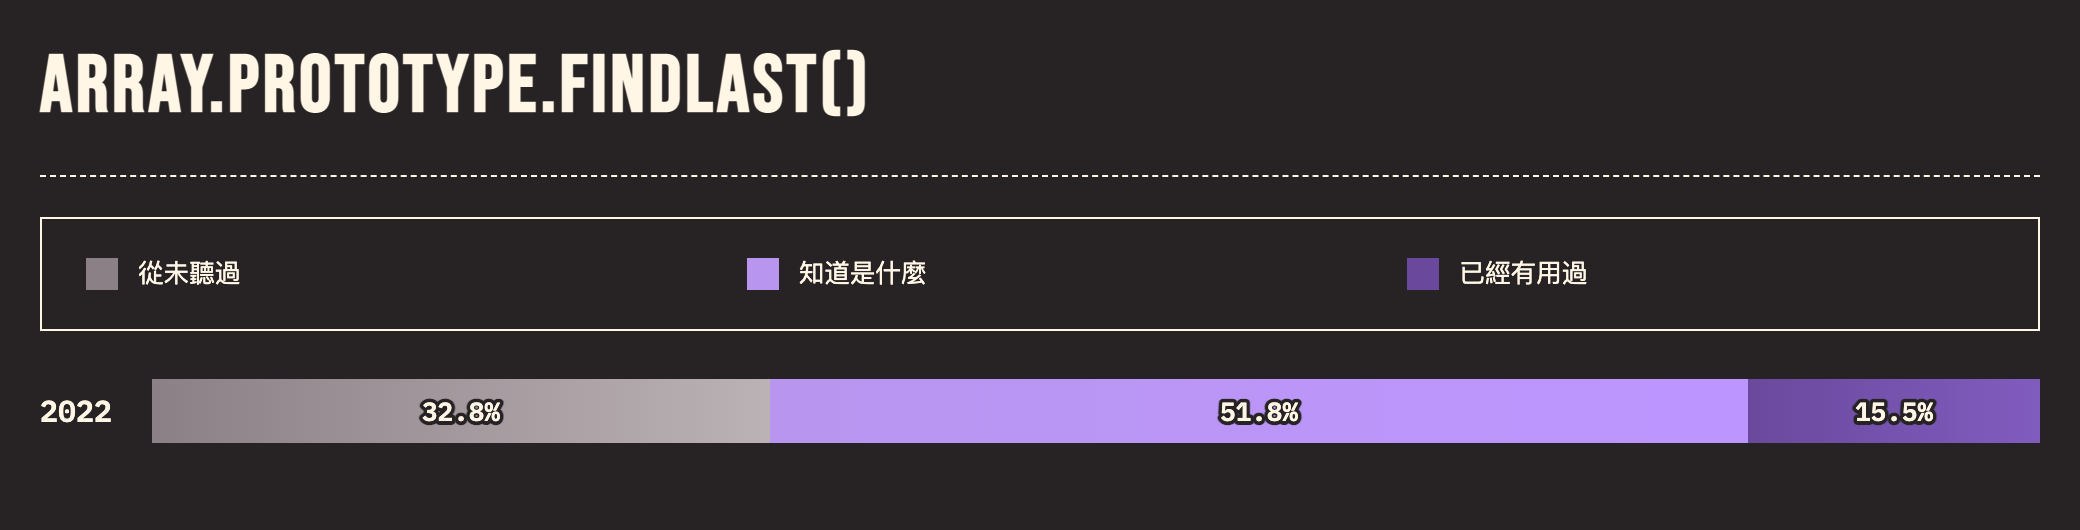 ARRAY.PROTOTYPE.FINDLAST()
從未聽過 知道是什麼 已經有用過
2022 32.8% 51.8% 15.5%